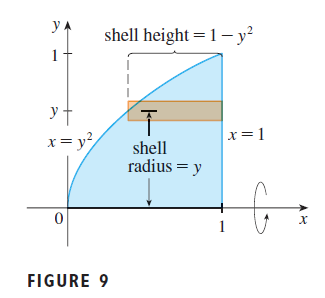 y
shell height = 1 − y²
1
y
x = y²
x = 1
shell
radius = y
0
1
x
FIGURE 9